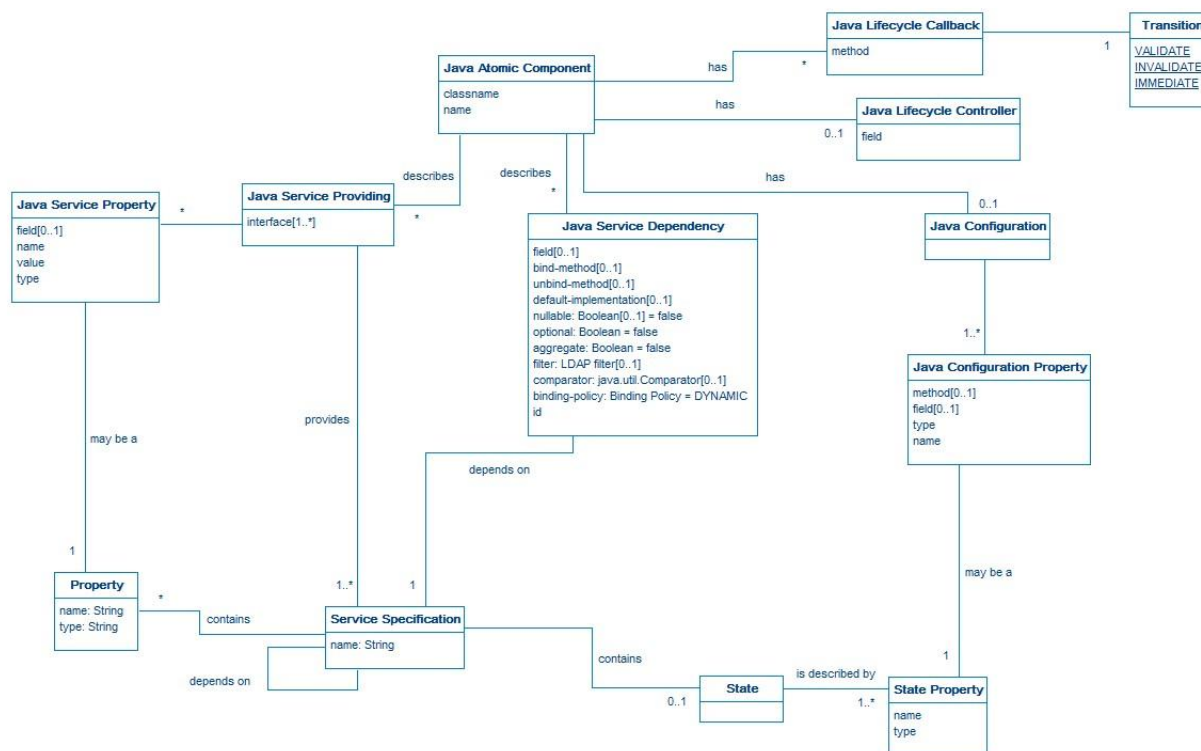 Java Lifecycle Callback
method
1
Transition
VALIDATE
INVALIDATE
IMMEDIATE
has
*
Java Atomic Component
classname
name
has
0..1
Java Lifecycle Controller
field
describes
*
describes
*
has
0..1
Java Service Property
field[0..1]
name
value
type
*
Java Service Providing
interface[1..*]
Java Service Dependency
field[0..1]
bind-method[0..1]
unbind-method[0..1]
default-implementation[0..1]
nullable: Boolean[0..1] = false
optional: Boolean = false
aggregate: Boolean = false
filter: LDAP filter[0..1]
comparator: java.util.Comparator[0..1]
binding-policy: Binding Policy = DYNAMIC
id
Java Configuration
1..*
Java Configuration Property
method[0..1]
field[0..1]
type
name
may be a
1
provides
1..*
depends on
1
may be a
1
Property
name: String
type: String
*
contains
Service Specification
name: String
depends on
contains
0..1
State
is described by
1..*
State Property
name
type